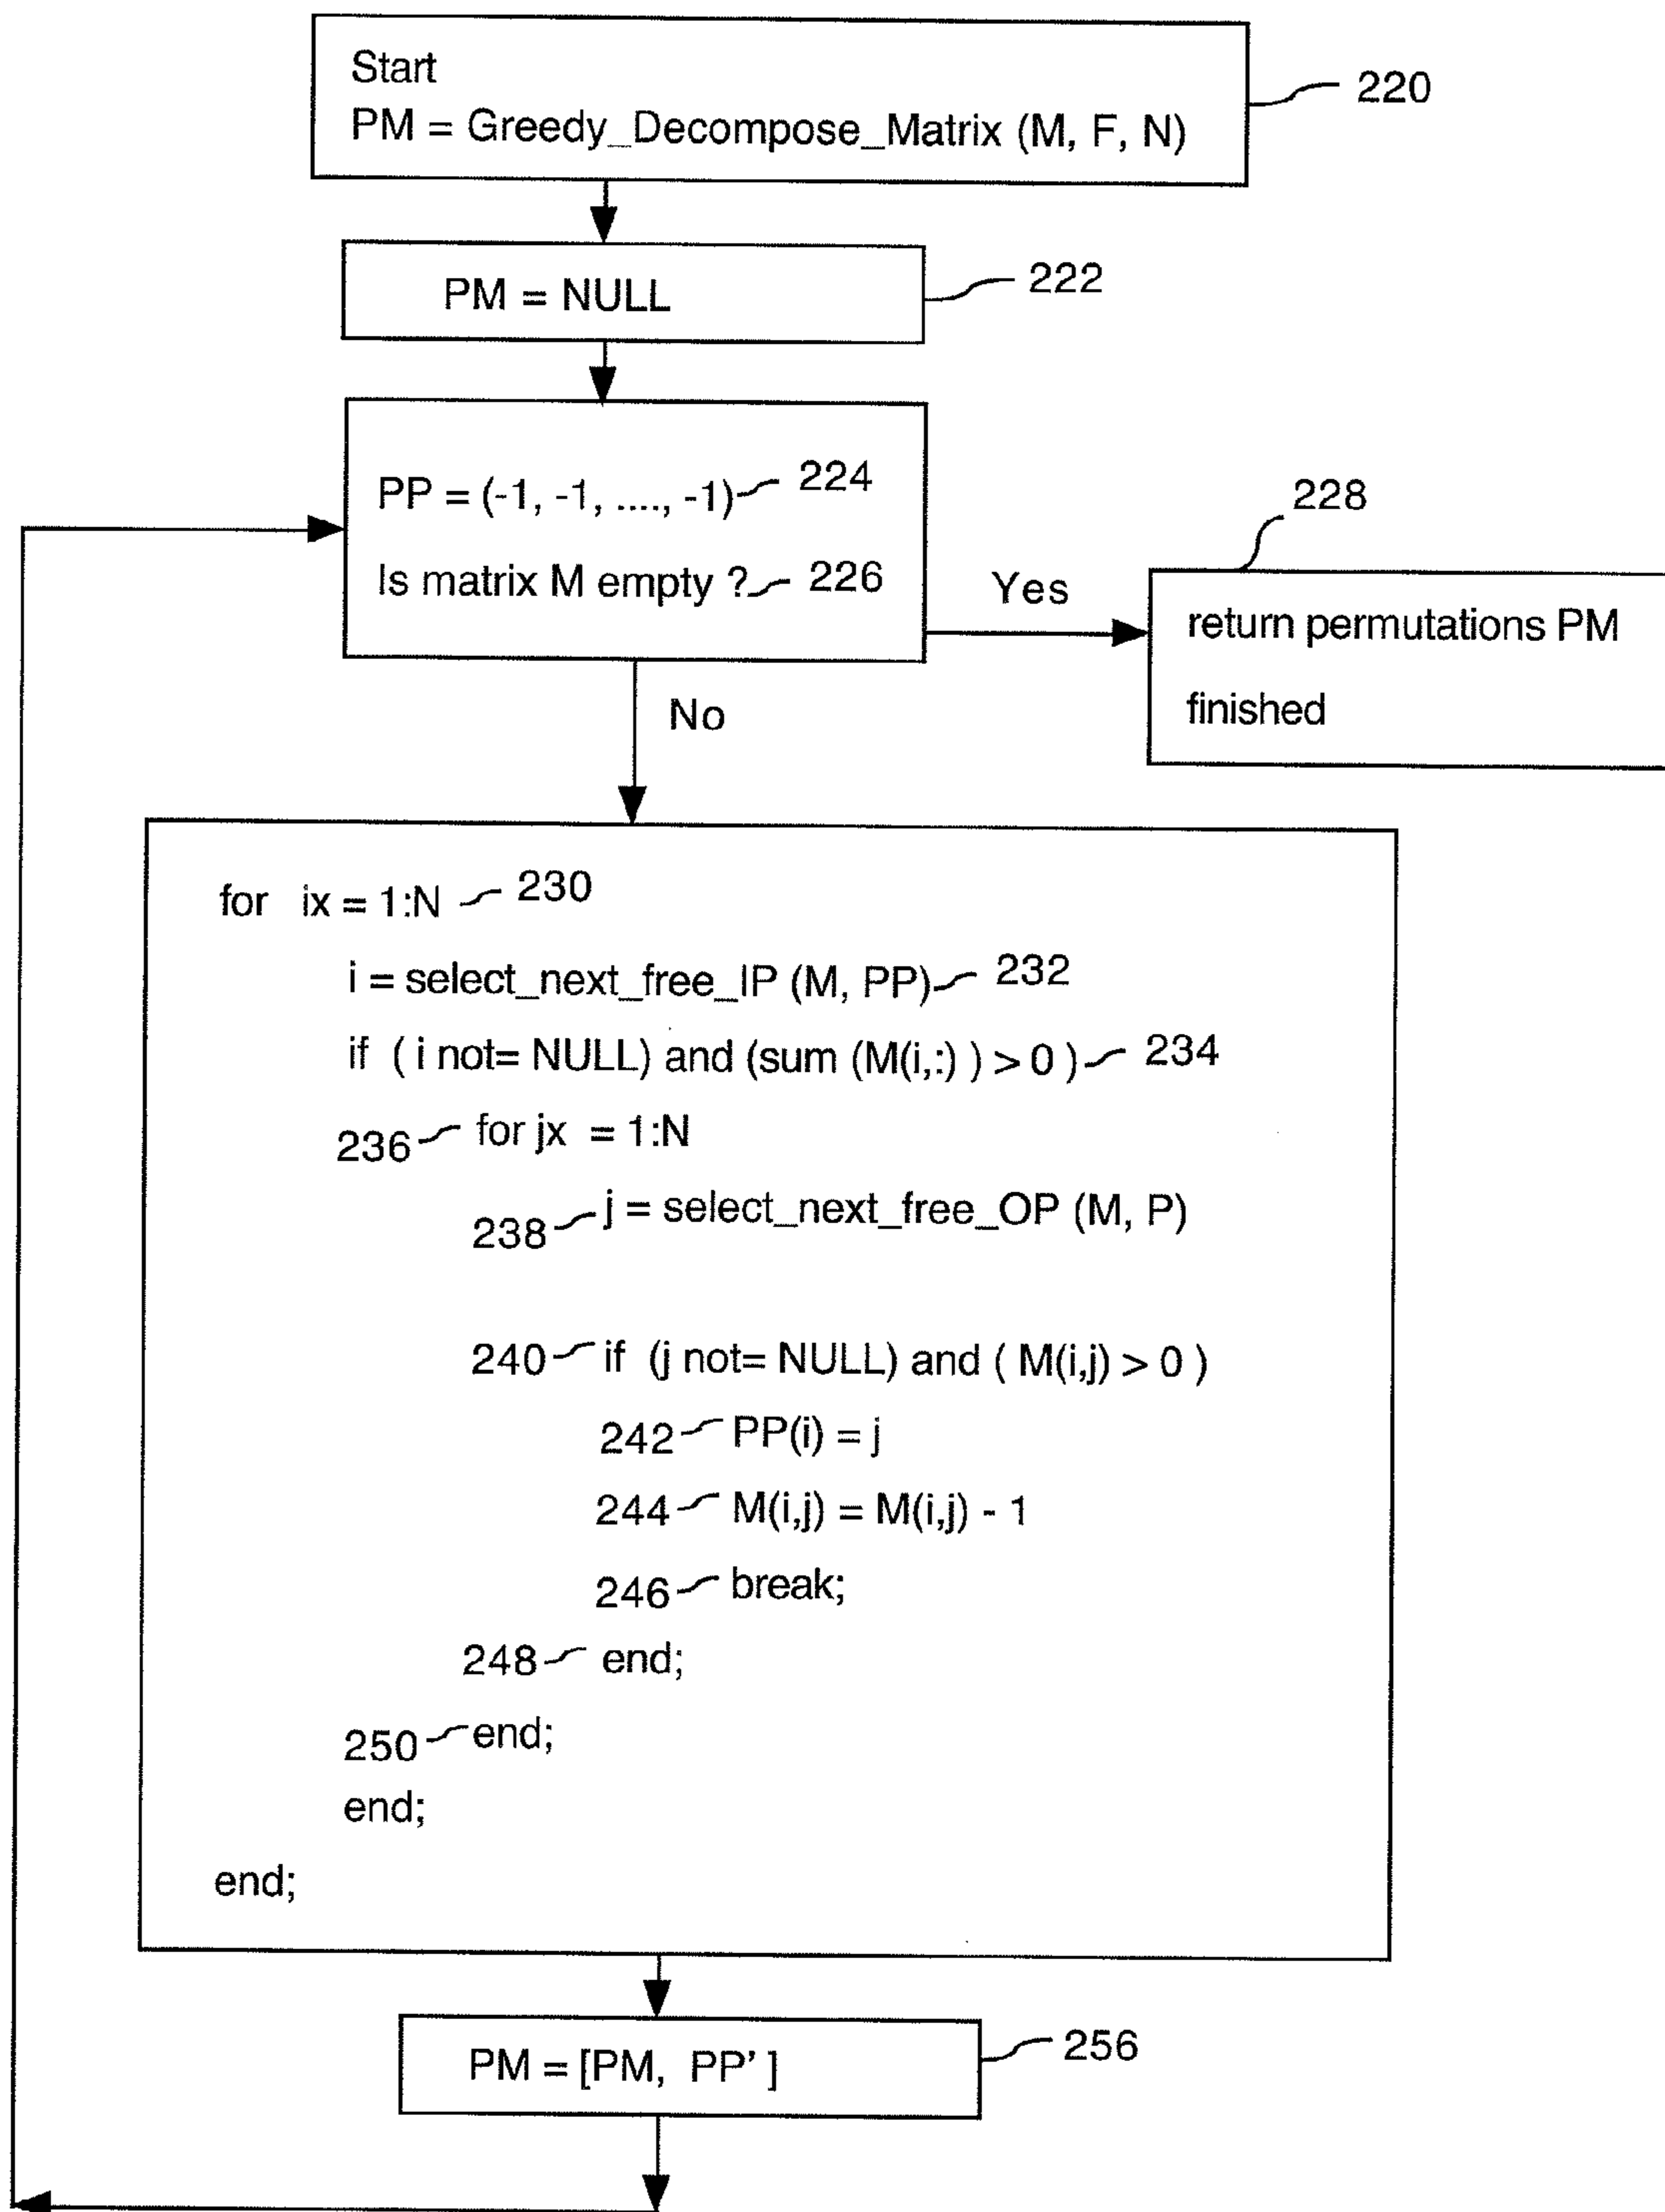 Start
PM = Greedy_Decompose_Matrix (M, F, N)
220
PM = NULL
222
PP = (-1, -1, ...., -1) 224
Is matrix M empty ? 226
Yes
228
return permutations PM
finished
No
for ix = 1:N 230
i = select_next_free_IP (M, PP) 232
if ( i not= NULL) and (sum (M(i,:) ) > 0 ) 234
236 for jx = 1:N
238 j = select_next_free_OP (M, P)
240 if (j not= NULL) and ( M(i,j) > 0 )
242 PP(i) = j
244 M(i,j) = M(i,j) - 1
246 break;
248 end;
250 end;
end;
end;
PM = [PM, PP' ]
256